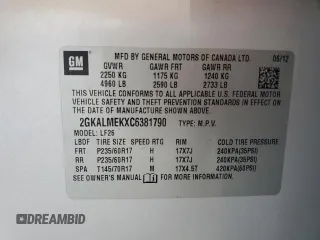 GM
MFD BY GENERAL MOTORS OF CANADA LTD. 06/12
GVWR GAWR FRT GAWR RR
2250 KG 1175 KG 1240 KG
4960 LB 2590 LB 2733 LB
THIS VEHICLE CONFORMS TO ALL APPLICABLE U.S. FEDERAL MOTOR
VEHICLE SAFETY AND THEFT PREVENTION STANDARDS IN EFFECT
ON THE DATE OF MANUFACTURE SHOWN ABOVE.
2GKALMEKXC6381790 TYPE: M.P.V.
MODEL: LF26
TIRE SIZE SPEED RTG RIM COLD TIRE PRESSURE
FRT P235/60R17 H 17X7J 240KPA(35PSI)
RR P235/60R17 H 17X7J 240KPA(35PSI)
SPA T145/70R17 M 17X4.5T 420KPA(60PSI)
SEE OWNER'S MANUAL FOR ADDITIONAL INFORMATION.
DREAMBID